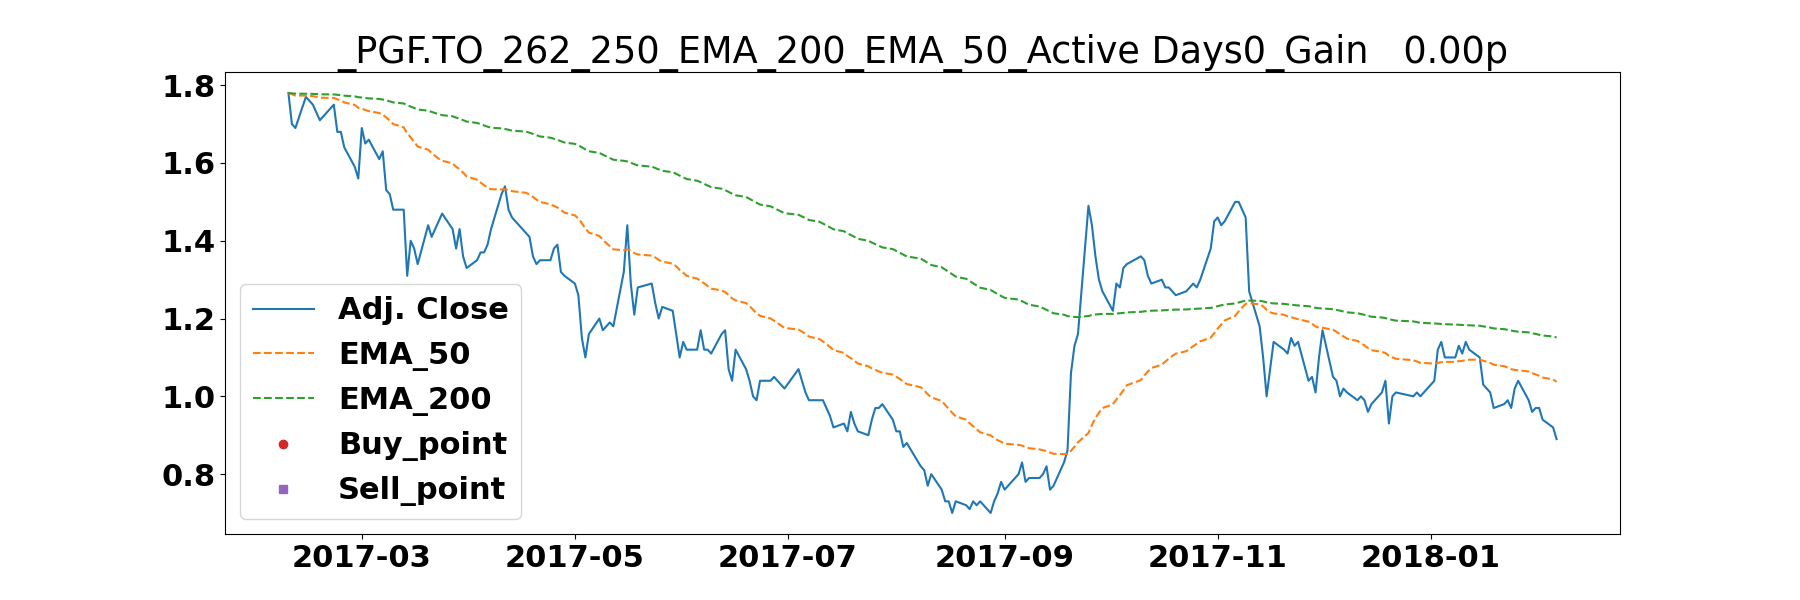 _PGF.TO_262_250_EMA_200_EMA_50_Active Days0_Gain   0.00p
1.8
1.6
1.4
1.2
1.0
0.8
Adj. Close
EMA_50
EMA_200
Buy_point
Sell_point
2017-03 2017-05 2017-07 2017-09 2017-11 2018-01